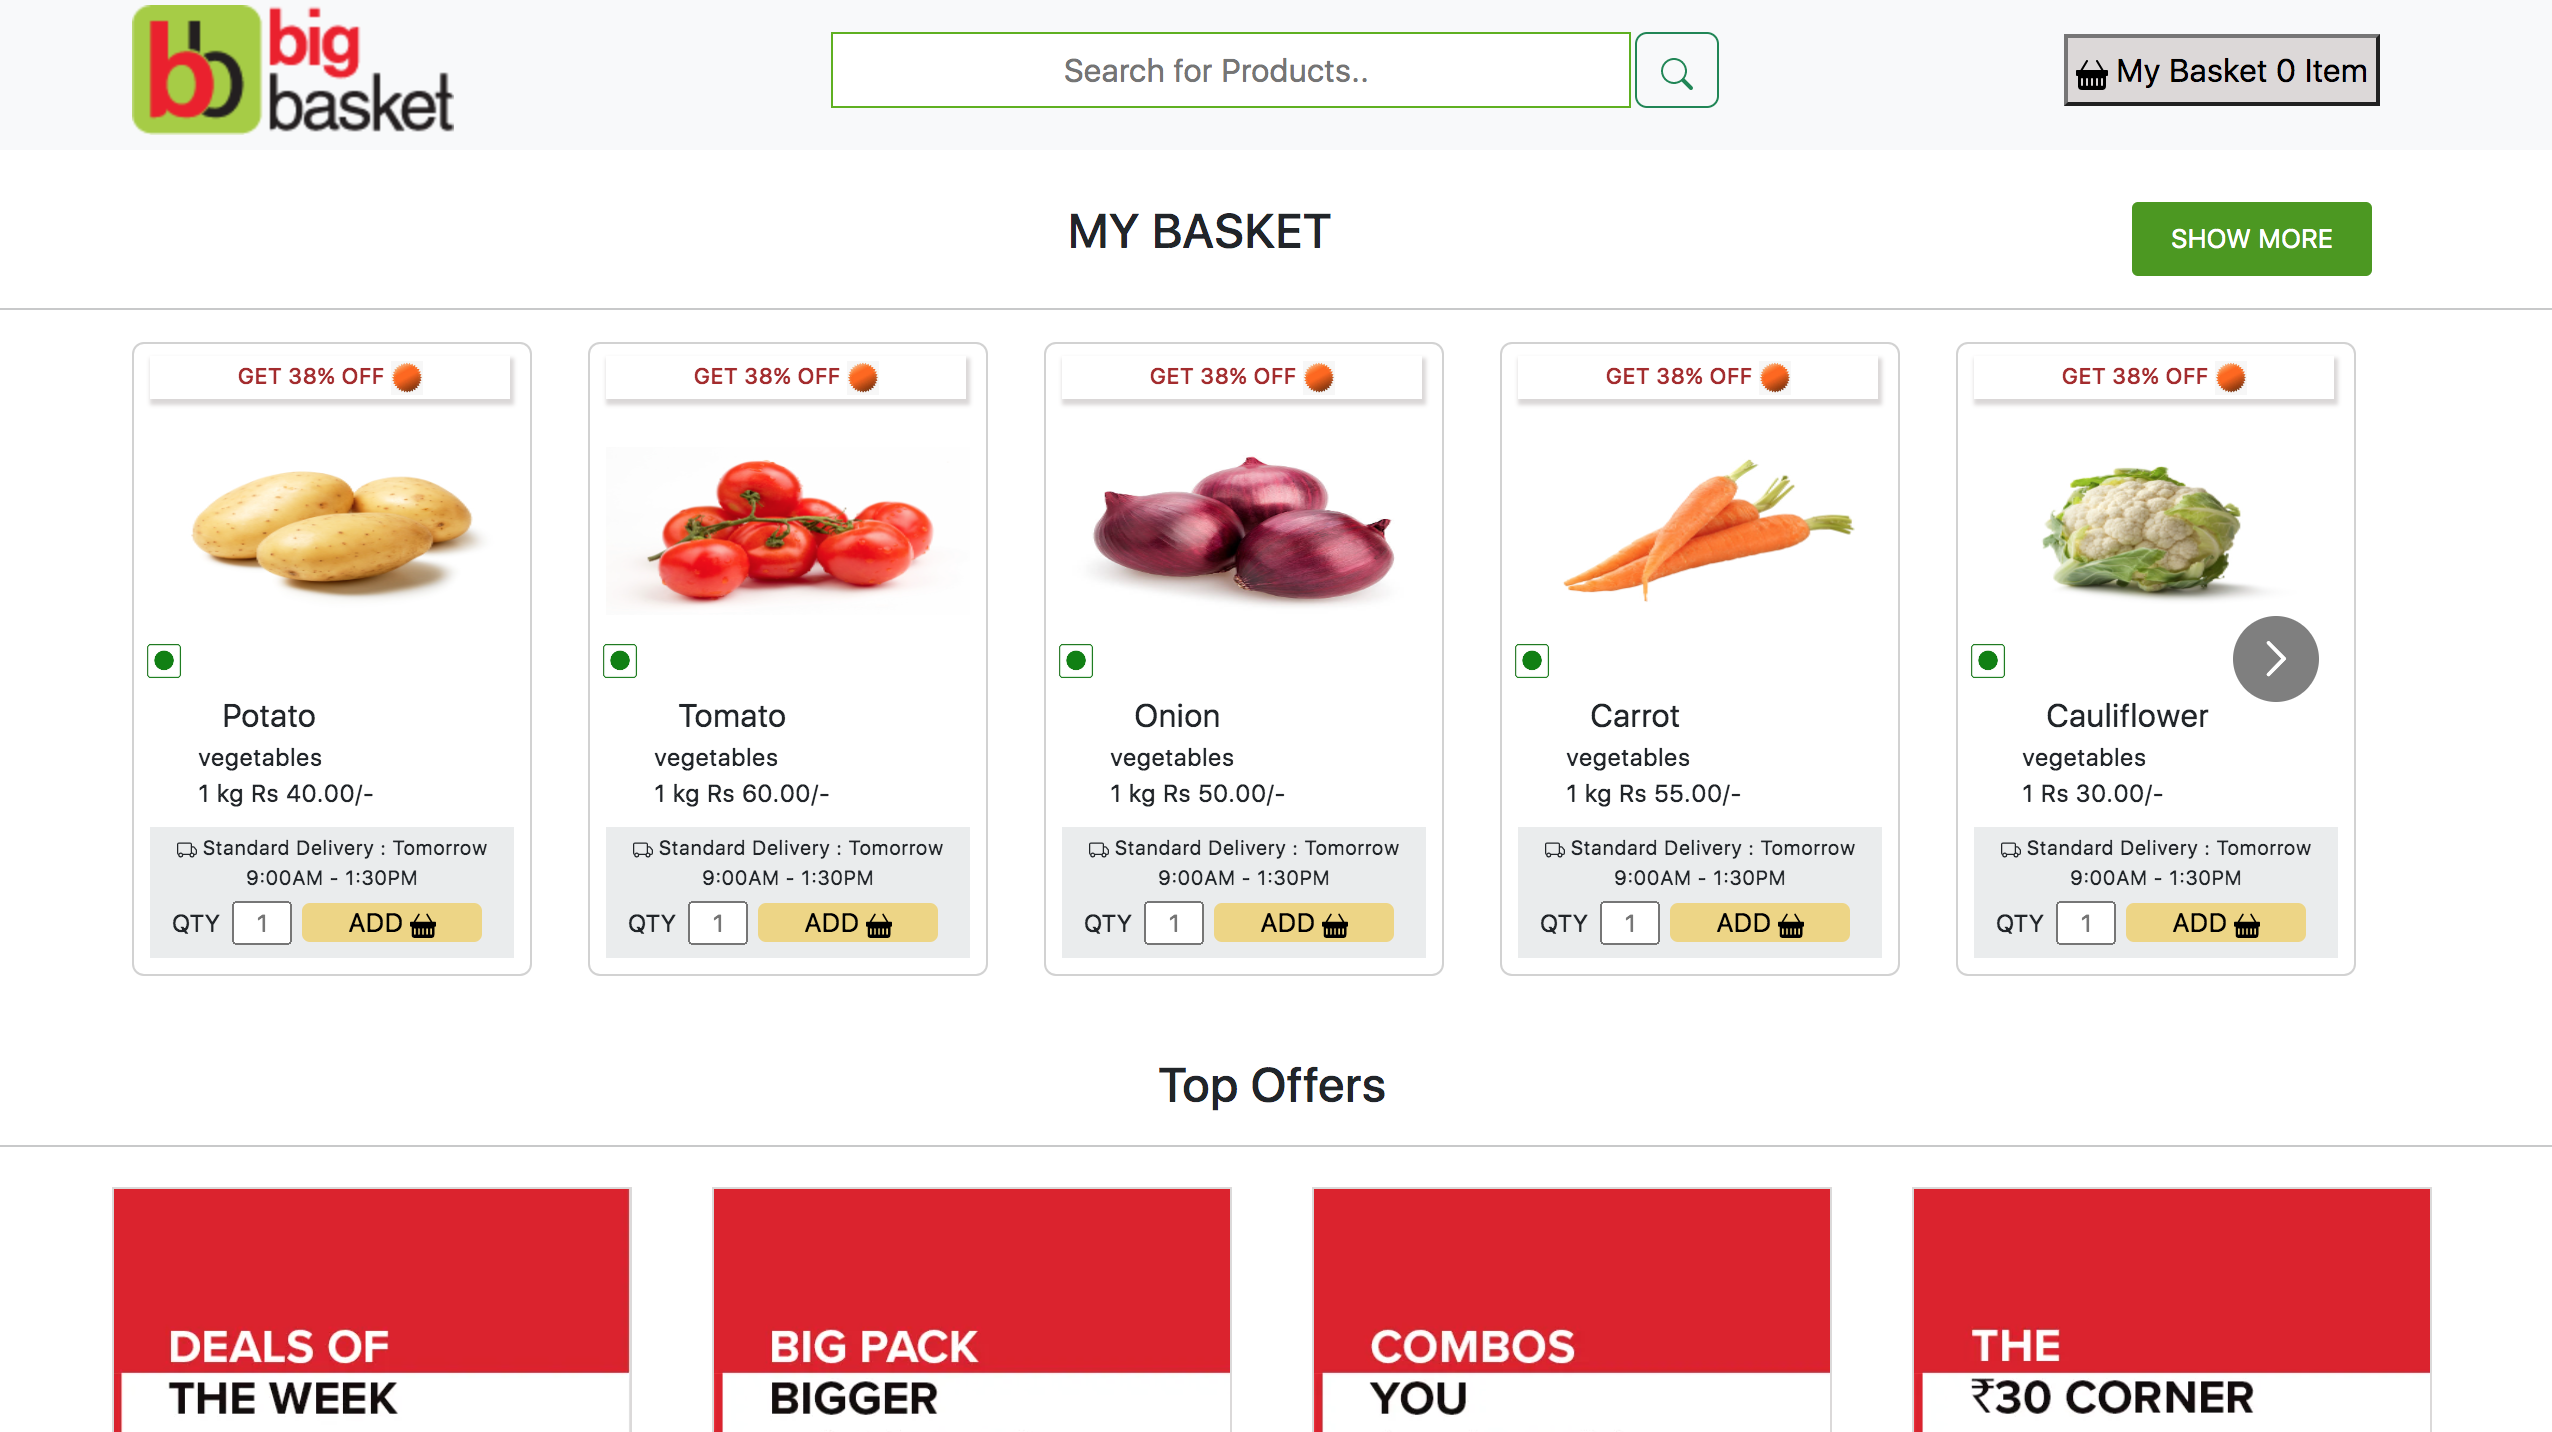 bb big
basket
Search for Products..
My Basket 0 Item
MY BASKET
SHOW MORE
GET 38% OFF
Potato
vegetables
1 kg Rs 40.00/-
Standard Delivery : Tomorrow
9:00AM - 1:30PM
QTY 1 ADD
GET 38% OFF
Tomato
vegetables
1 kg Rs 60.00/-
Standard Delivery : Tomorrow
9:00AM - 1:30PM
QTY 1 ADD
GET 38% OFF
Onion
vegetables
1 kg Rs 50.00/-
Standard Delivery : Tomorrow
9:00AM - 1:30PM
QTY 1 ADD
GET 38% OFF
Carrot
vegetables
1 kg Rs 55.00/-
Standard Delivery : Tomorrow
9:00AM - 1:30PM
QTY 1 ADD
GET 38% OFF
Cauliflower
vegetables
1 Rs 30.00/-
Standard Delivery : Tomorrow
9:00AM - 1:30PM
QTY 1 ADD
Top Offers
DEALS OF
THE WEEK
BIG PACK
BIGGER
COMBOS
YOU
THE
₹30 CORNER